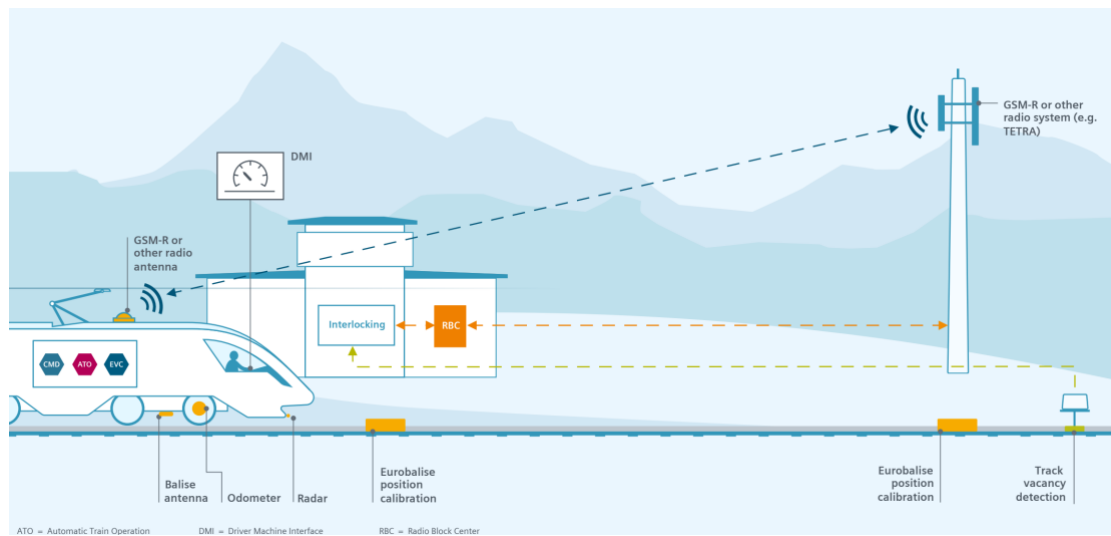 GSM-R or other
radio system (e.g.
TETRA)
DMI
GSM-R or
other radio
antenna
Interlocking
RBC
CMD
ATO
EVC
Balise
antenna
Odometer
Radar
Eurobalise
position
calibration
Eurobalise
position
calibration
Track
vacancy
detection
ATO = Automatic Train Operation
DMI = Driver Machine Interface
RBC = Radio Block Center